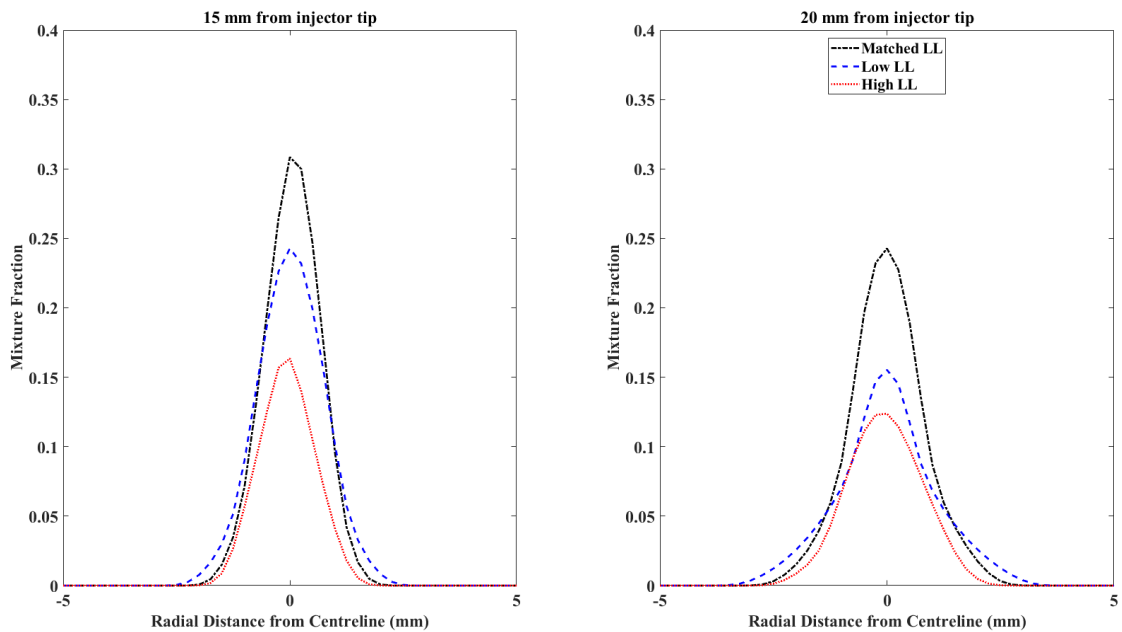 15 mm from injector tip
0.4
0.35
0.3
0.25
0.2
0.15
0.1
0.05
0
-5
0
5
Mixture Fraction
Radial Distance from Centreline (mm)
20 mm from injector tip
Matched LL
Low LL
High LL
0.4
0.35
0.3
0.25
0.2
0.15
0.1
0.05
0
-5
0
5
Mixture Fraction
Radial Distance from Centreline (mm)